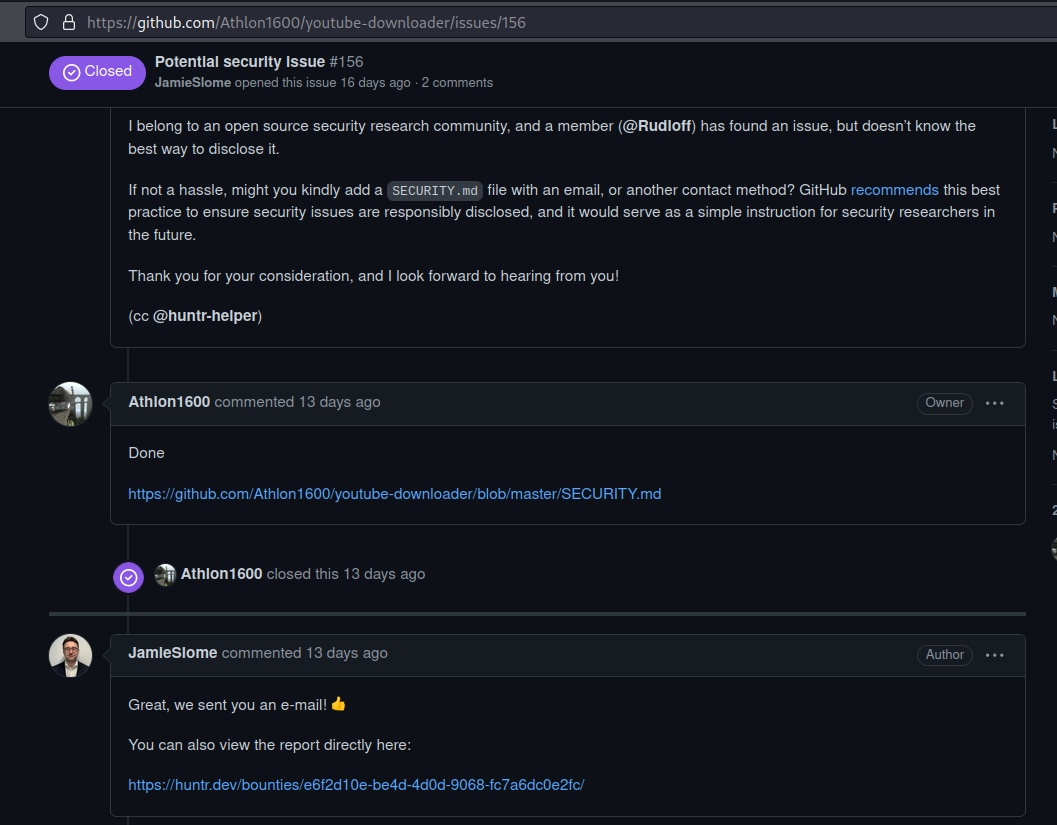 https://github.com/Athlon1600/youtube-downloader/issues/156
Closed
Potential security issue #156
JamieSlome opened this issue 16 days ago · 2 comments
I belong to an open source security research community, and a member (@Rudloff) has found an issue, but doesn't know the
best way to disclose it.
If not a hassle, might you kindly add a SECURITY.md file with an email, or another contact method? GitHub recommends this best
practice to ensure security issues are responsibly disclosed, and it would serve as a simple instruction for security researchers in
the future.
Thank you for your consideration, and I look forward to hearing from you!
(cc @huntr-helper)
Athlon1600 commented 13 days ago
Owner
Done
https://github.com/Athlon1600/youtube-downloader/blob/master/SECURITY.md
Athlon1600 closed this 13 days ago
JamieSlome commented 13 days ago
Author
Great, we sent you an e-mail! 👍
You can also view the report directly here:
https://huntr.dev/bounties/e6f2d10e-be4d-4d0d-9068-fc7a6dc0e2fc/